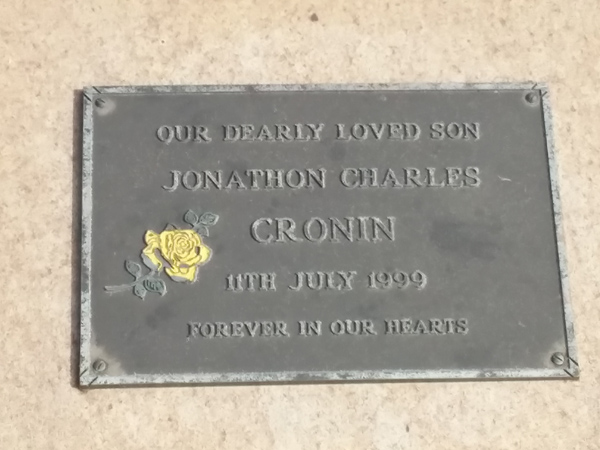 OUR DEARLY LOVED SON
JONATHON CHARLES
CRONIN
11TH JULY 1999
FOREVER IN OUR HEARTS